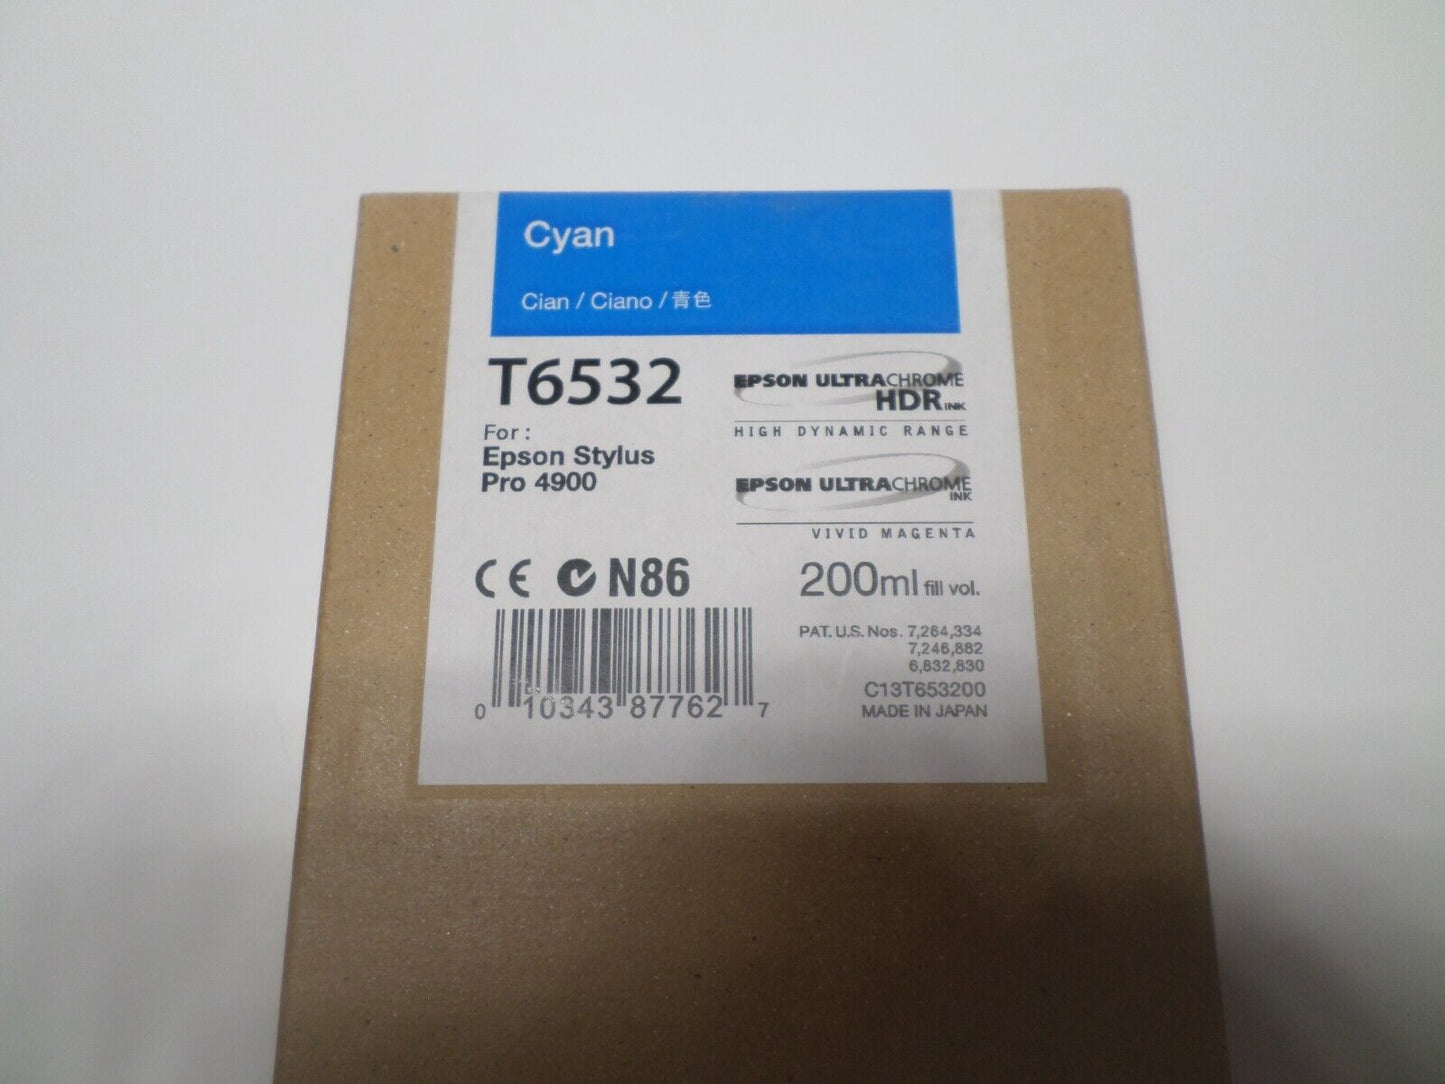 Cyan
Cian / Ciano / 青色
T6532
For :
Epson Stylus
Pro 4900
EPSON ULTRACHROME
HDR INK
HIGH DYNAMIC RANGE
EPSON ULTRACHROME
INK
VIVID MAGENTA
CE N86
200ml fill vol.
PAT. U.S. Nos. 7,264,334
7,246,882
6,832,830
C13T653200
MADE IN JAPAN
0 10343 87762 7